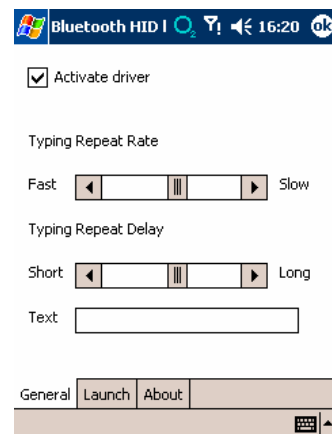 Bluetooth HID I O₂ 16:20 ok
Activate driver
Typing Repeat Rate
Fast Slow
Typing Repeat Delay
Short Long
Text
General Launch About